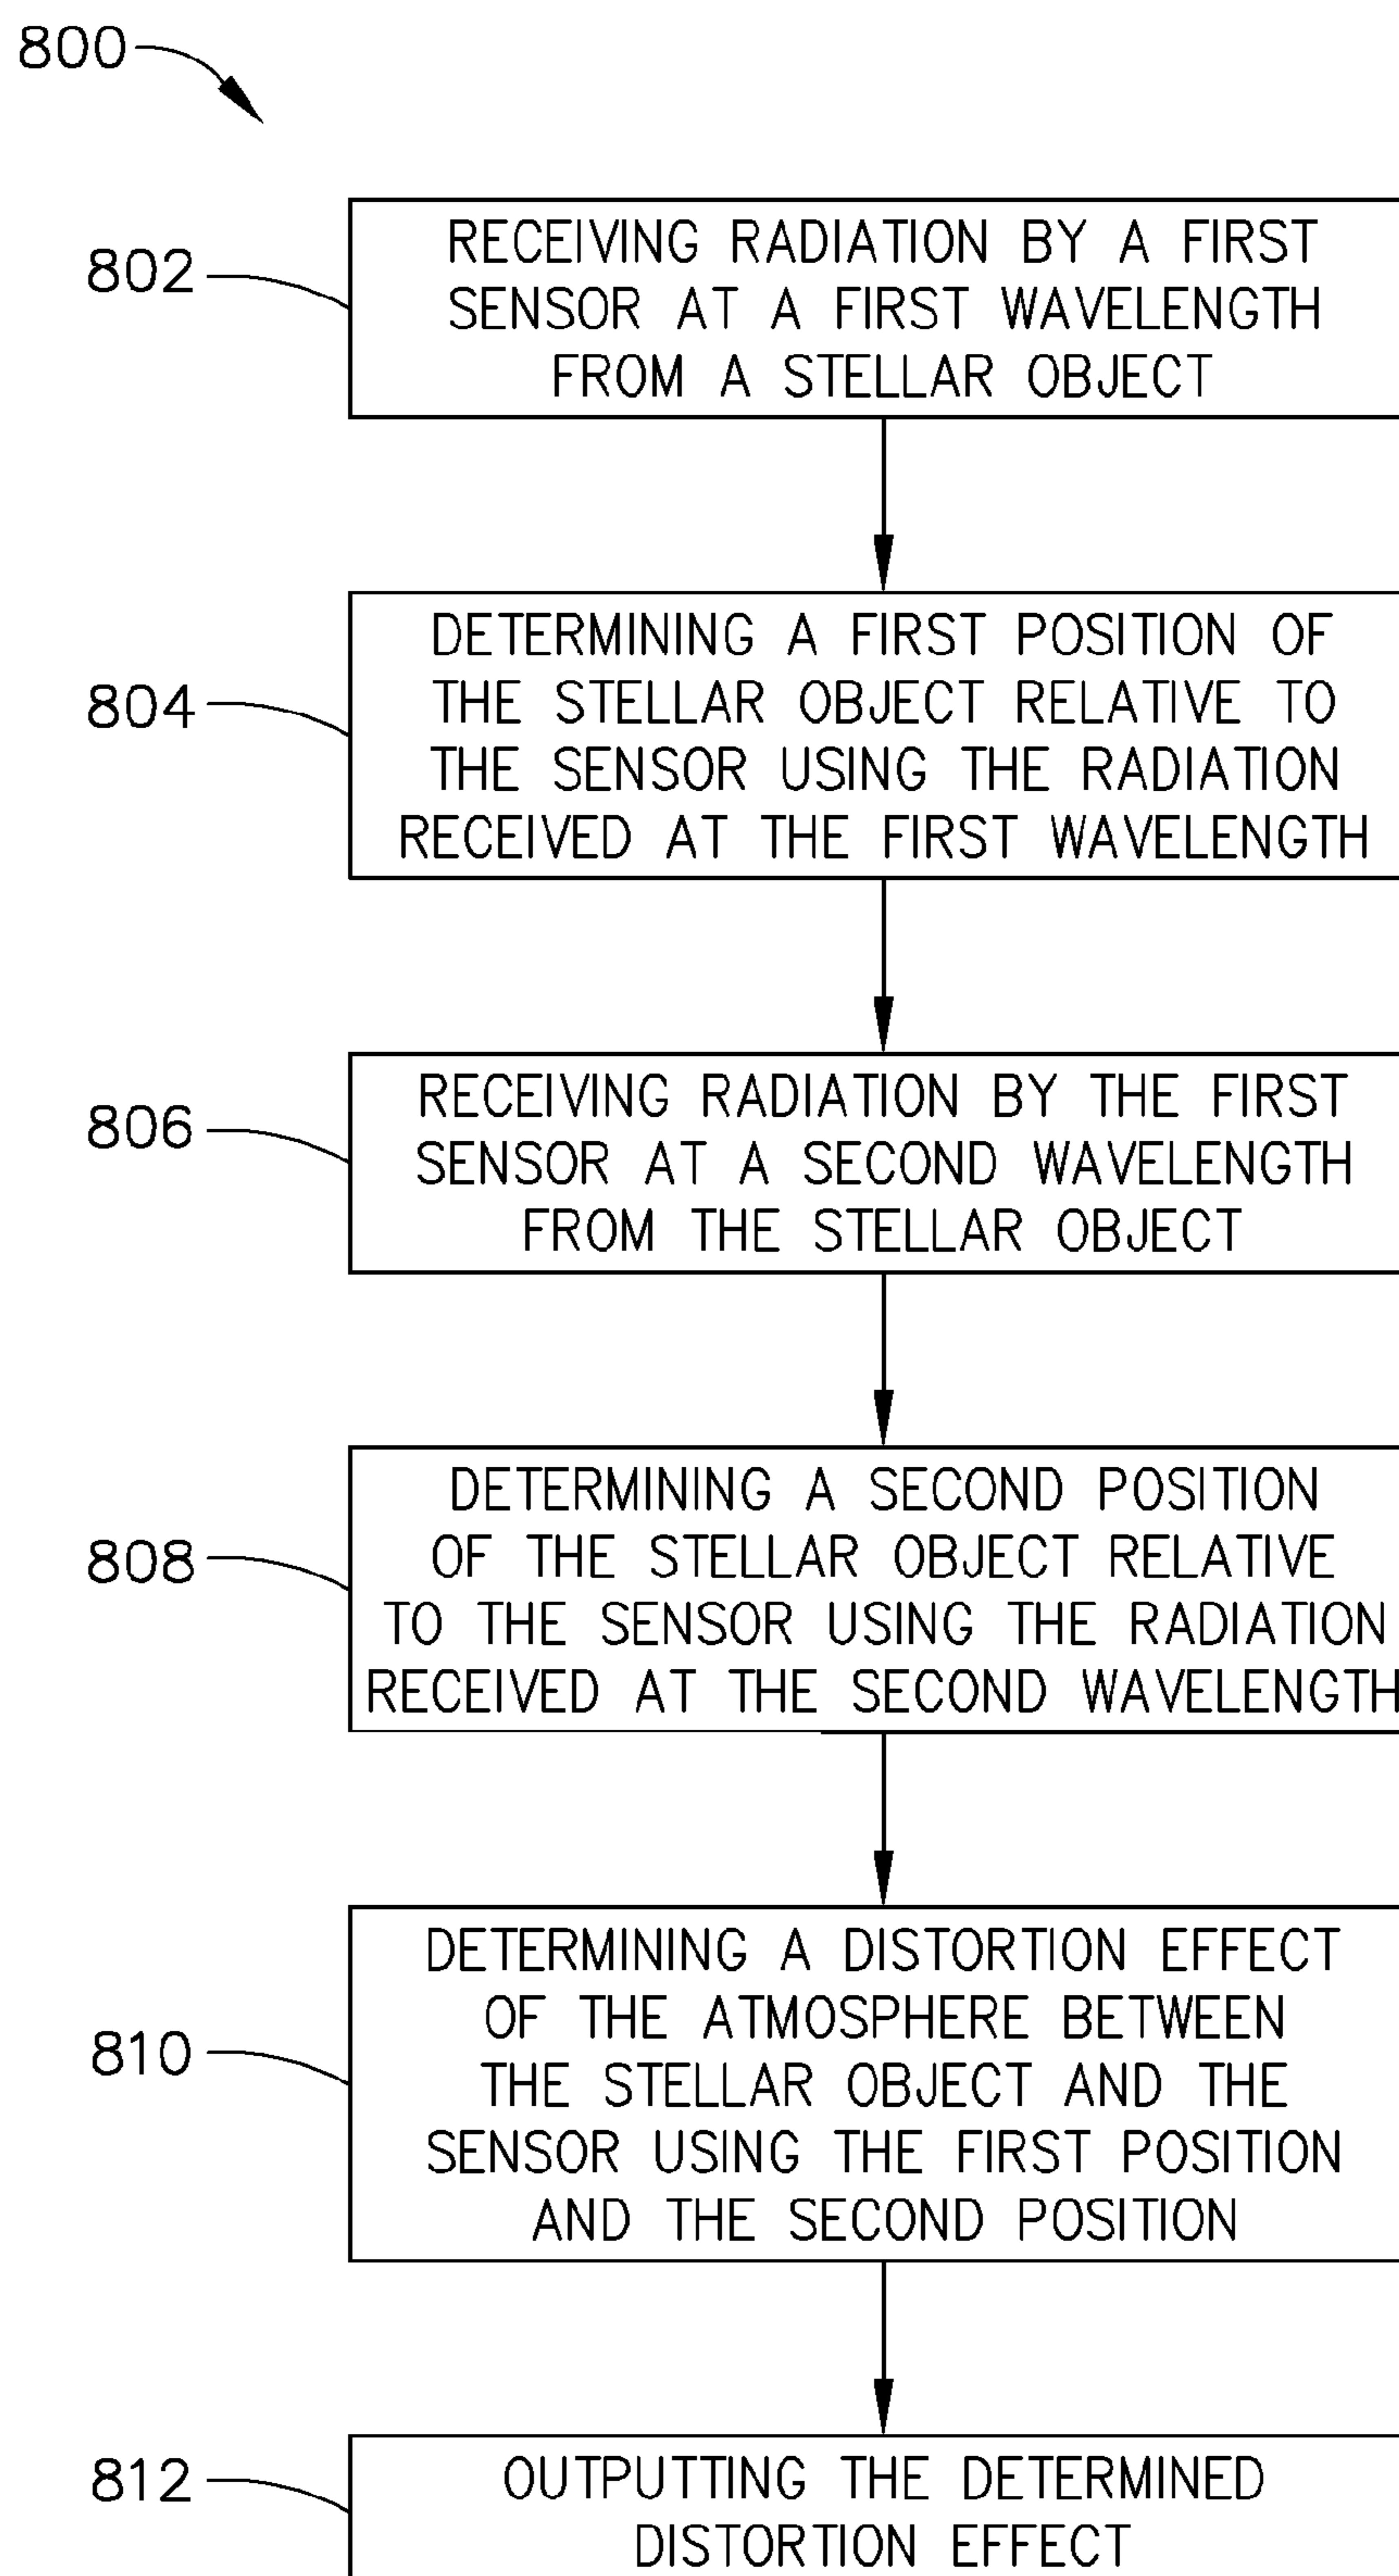 800
802
RECEIVING RADIATION BY A FIRST
SENSOR AT A FIRST WAVELENGTH
FROM A STELLAR OBJECT
804
DETERMINING A FIRST POSITION OF
THE STELLAR OBJECT RELATIVE TO
THE SENSOR USING THE RADIATION
RECEIVED AT THE FIRST WAVELENGTH
806
RECEIVING RADIATION BY THE FIRST
SENSOR AT A SECOND WAVELENGTH
FROM THE STELLAR OBJECT
808
DETERMINING A SECOND POSITION
OF THE STELLAR OBJECT RELATIVE
TO THE SENSOR USING THE RADIATION
RECEIVED AT THE SECOND WAVELENGTH
810
DETERMINING A DISTORTION EFFECT
OF THE ATMOSPHERE BETWEEN
THE STELLAR OBJECT AND THE
SENSOR USING THE FIRST POSITION
AND THE SECOND POSITION
812
OUTPUTTING THE DETERMINED
DISTORTION EFFECT